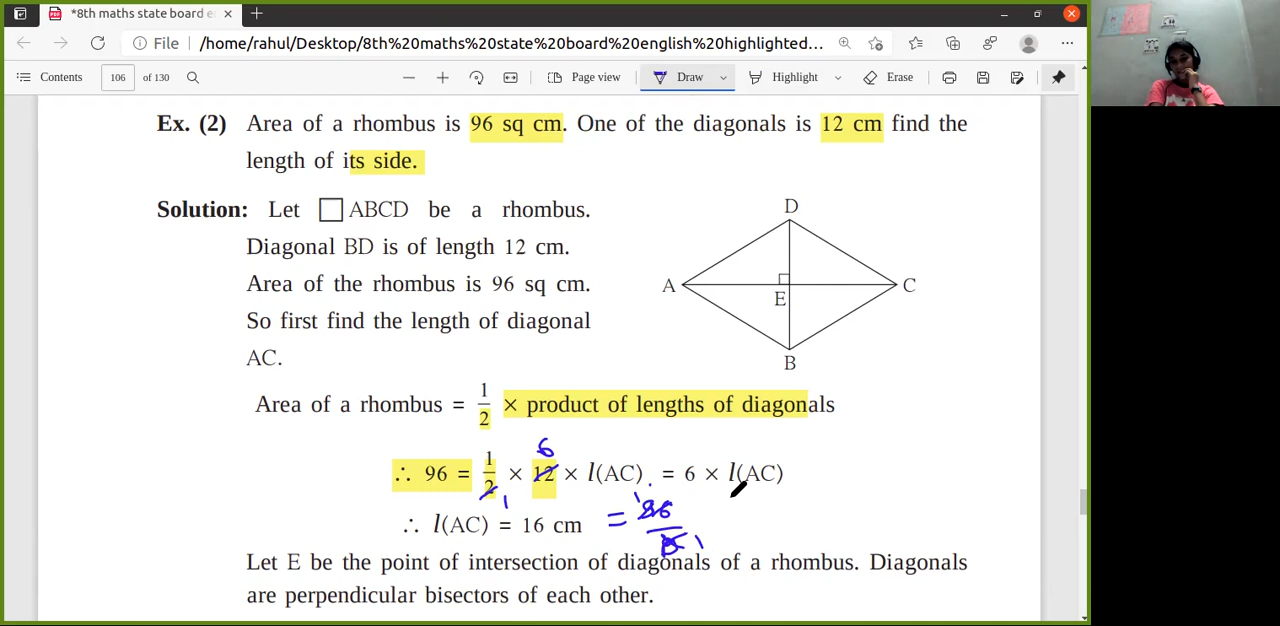 *8th maths state board e
File /home/rahul/Desktop/8th%20maths%20state%20board%20english%20highlighted...
Contents 106 of 130 Page view Draw Highlight Erase
Ex. (2) Area of a rhombus is 96 sq cm. One of the diagonals is 12 cm find the
length of its side.
Solution: Let □ ABCD be a rhombus.
Diagonal BD is of length 12 cm.
Area of the rhombus is 96 sq cm.
So first find the length of diagonal
AC.
D
A
C
E
B
Area of a rhombus = 1/2 × product of lengths of diagonals
6
∴ 96 = 1/2 × 12 × l(AC) = 6 × l(AC)
1
∴ l(AC) = 16 cm =
Let E be the point of intersection of diagonals of a rhombus. Diagonals
are perpendicular bisectors of each other.